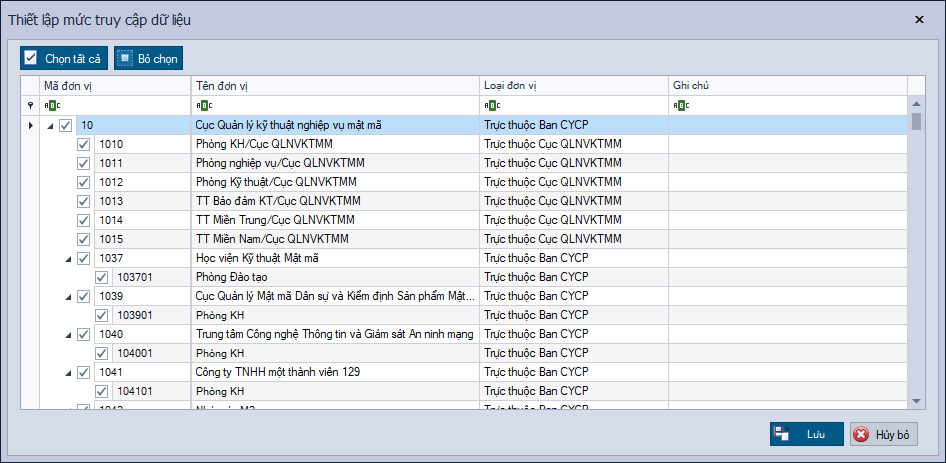 Thiết lập mức truy cập dữ liệu
Chọn tất cả Bỏ chọn
Mã đơn vị Tên đơn vị Loại đơn vị Ghi chú
ABC ABC ABC ABC
10 Cục Quản lý kỹ thuật nghiệp vụ mật mã Trực thuộc Ban CYCP
1010 Phòng KH/Cục QLNVKTMM Trực thuộc Cục QLNVKTMM
1011 Phòng nghiệp vụ/Cục QLNVKTMM Trực thuộc Cục QLNVKTMM
1012 Phòng Kỹ thuật/Cục QLNVKTMM Trực thuộc Cục QLNVKTMM
1013 TT Bảo đảm KT/Cục QLNVKTMM Trực thuộc Cục QLNVKTMM
1014 TT Miền Trung/Cục QLNVKTMM Trực thuộc Cục QLNVKTMM
1015 TT Miền Nam/Cục QLNVKTMM Trực thuộc Cục QLNVKTMM
1037 Học viện Kỹ thuật Mật mã Trực thuộc Ban CYCP
103701 Phòng Đào tạo Trực thuộc Ban CYCP
1039 Cục Quản lý Mật mã Dân sự và Kiểm định Sản phẩm Mật... Trực thuộc Ban CYCP
103901 Phòng KH Trực thuộc Ban CYCP
1040 Trung tâm Công nghệ Thông tin và Giám sát An ninh mạng Trực thuộc Ban CYCP
104001 Phòng KH Trực thuộc Ban CYCP
1041 Công ty TNHH một thành viên 129 Trực thuộc Ban CYCP
104101 Phòng KH Trực thuộc Ban CYCP
Trực thuộc Ban CYCP
Lưu Hủy bỏ